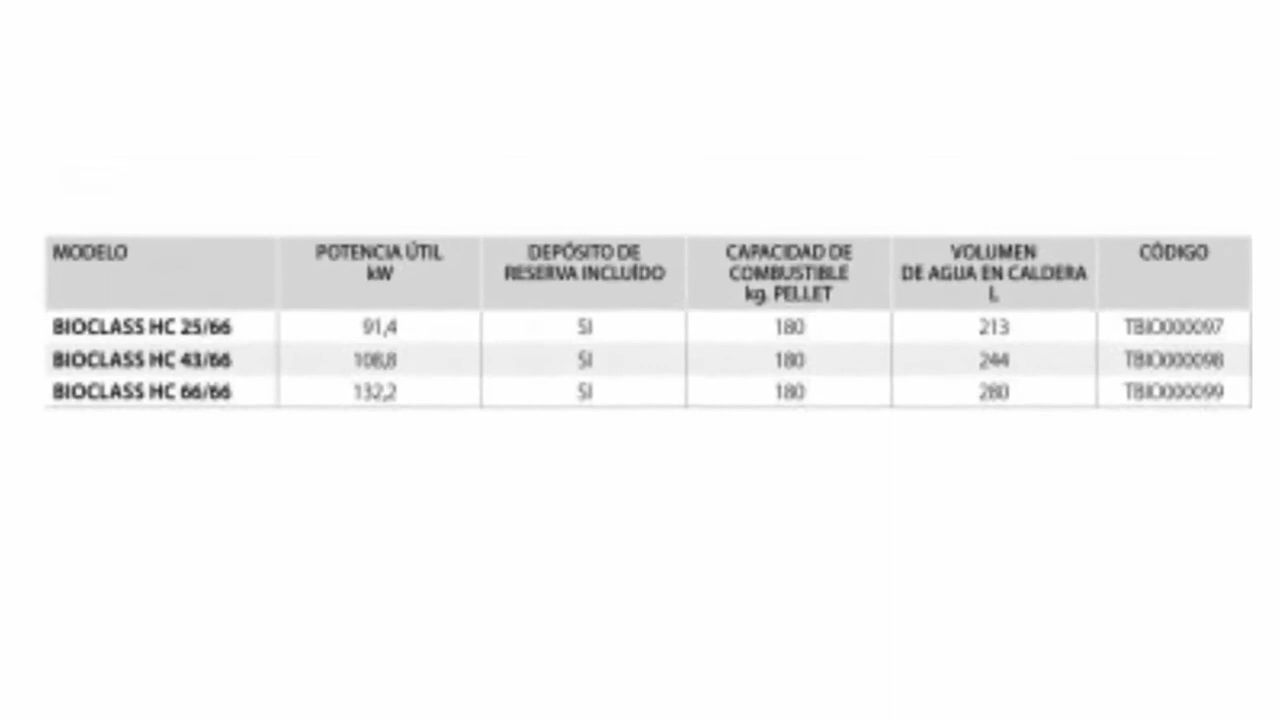 MODELO POTENCIA ÚTIL DEPÓSITO DE CAPACIDAD DE VOLUMEN CÓDIGO
kW RESERVA INCLUÍDO COMBUSTIBLE DE AGUA EN CALDERA
kg. PELLET L
BIOCLASS HC 25/66 91,4 SI 180 213 TBIO000097
BIOCLASS HC 43/66 108,8 SI 180 244 TBIO000098
BIOCLASS HC 66/66 132,2 SI 180 280 TBIO000099